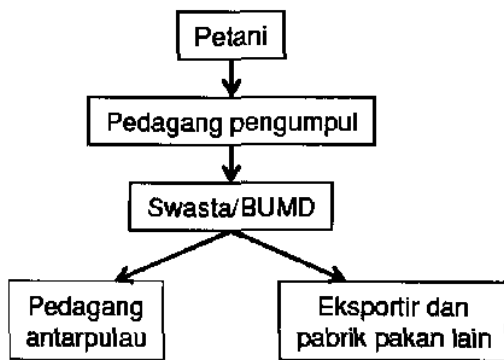 Petani
Pedagang pengumpul
Swasta/BUMD
Pedagang
antarpulau
Eksportir dan
pabrik pakan lain